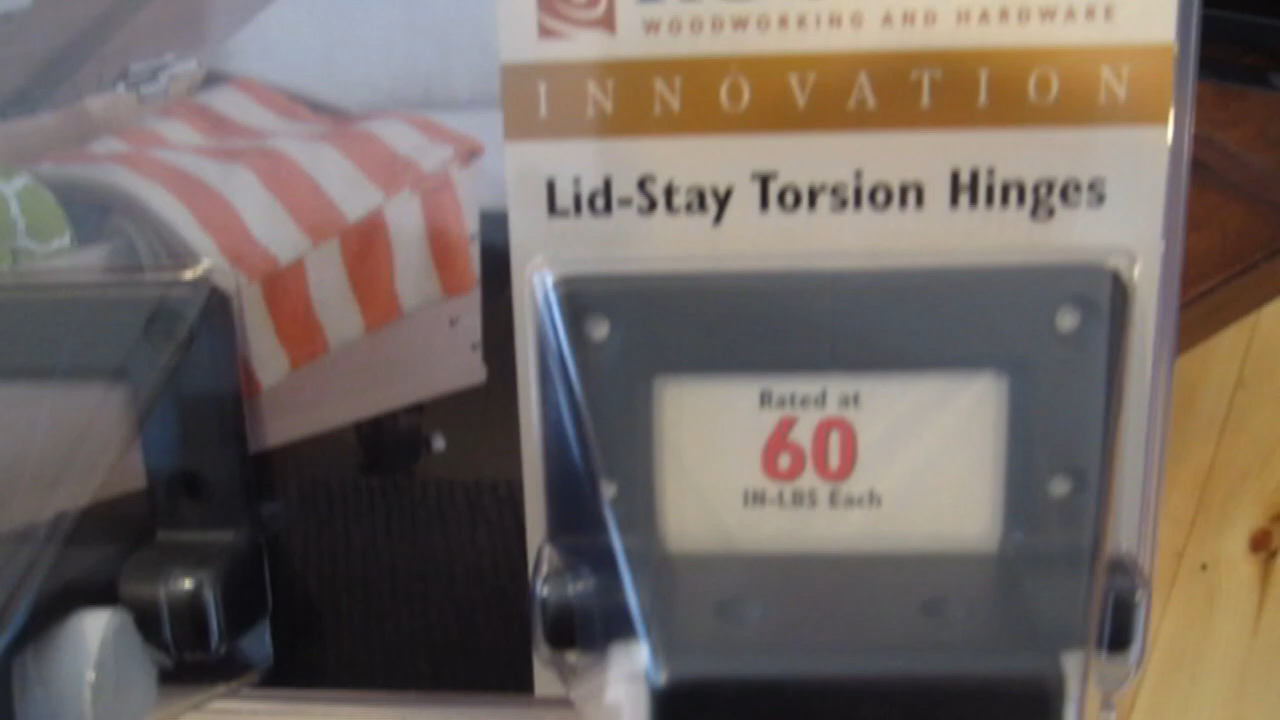 WOODWORKING AND HARDWARE
INNOVATION
Lid-Stay Torsion Hinges
Rated at
60
IN-LBS Each